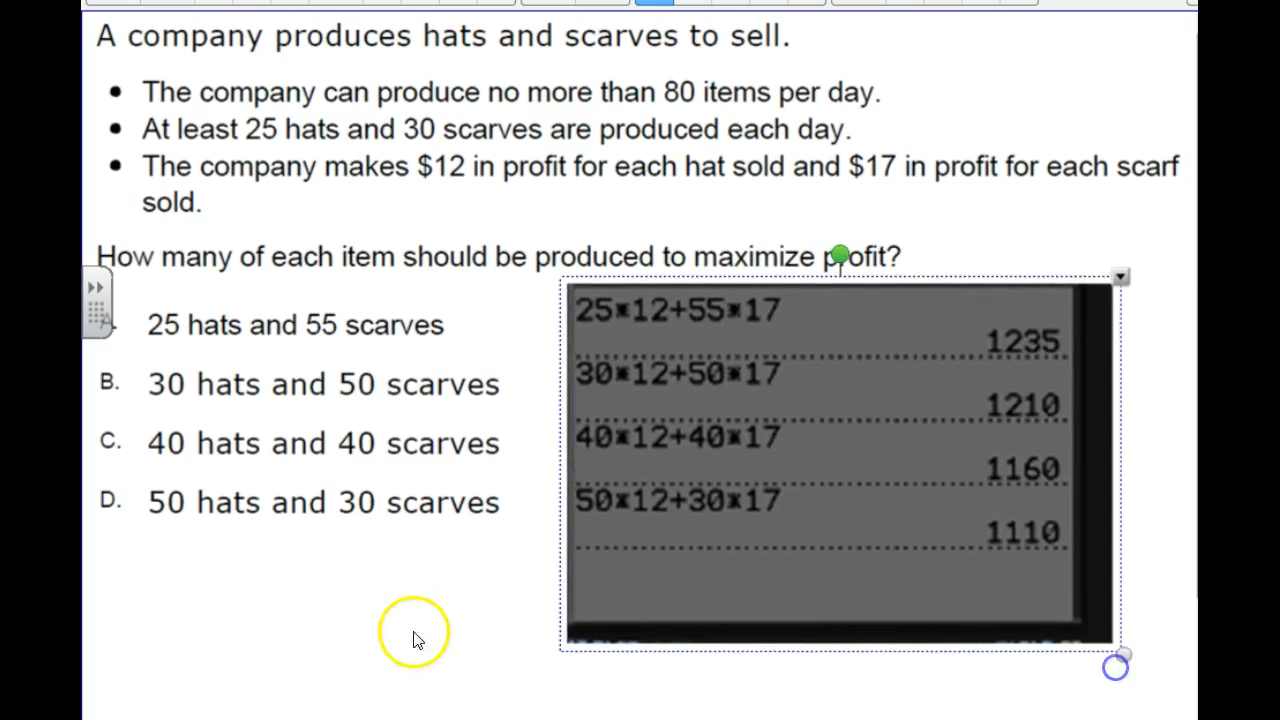 A company produces hats and scarves to sell.
• The company can produce no more than 80 items per day.
• At least 25 hats and 30 scarves are produced each day.
• The company makes $12 in profit for each hat sold and $17 in profit for each scarf
sold.
How many of each item should be produced to maximize profit?
A. 25 hats and 55 scarves
B. 30 hats and 50 scarves
C. 40 hats and 40 scarves
D. 50 hats and 30 scarves
25*12+55*17
1235
30*12+50*17
1210
40*12+40*17
1160
50*12+30*17
1110